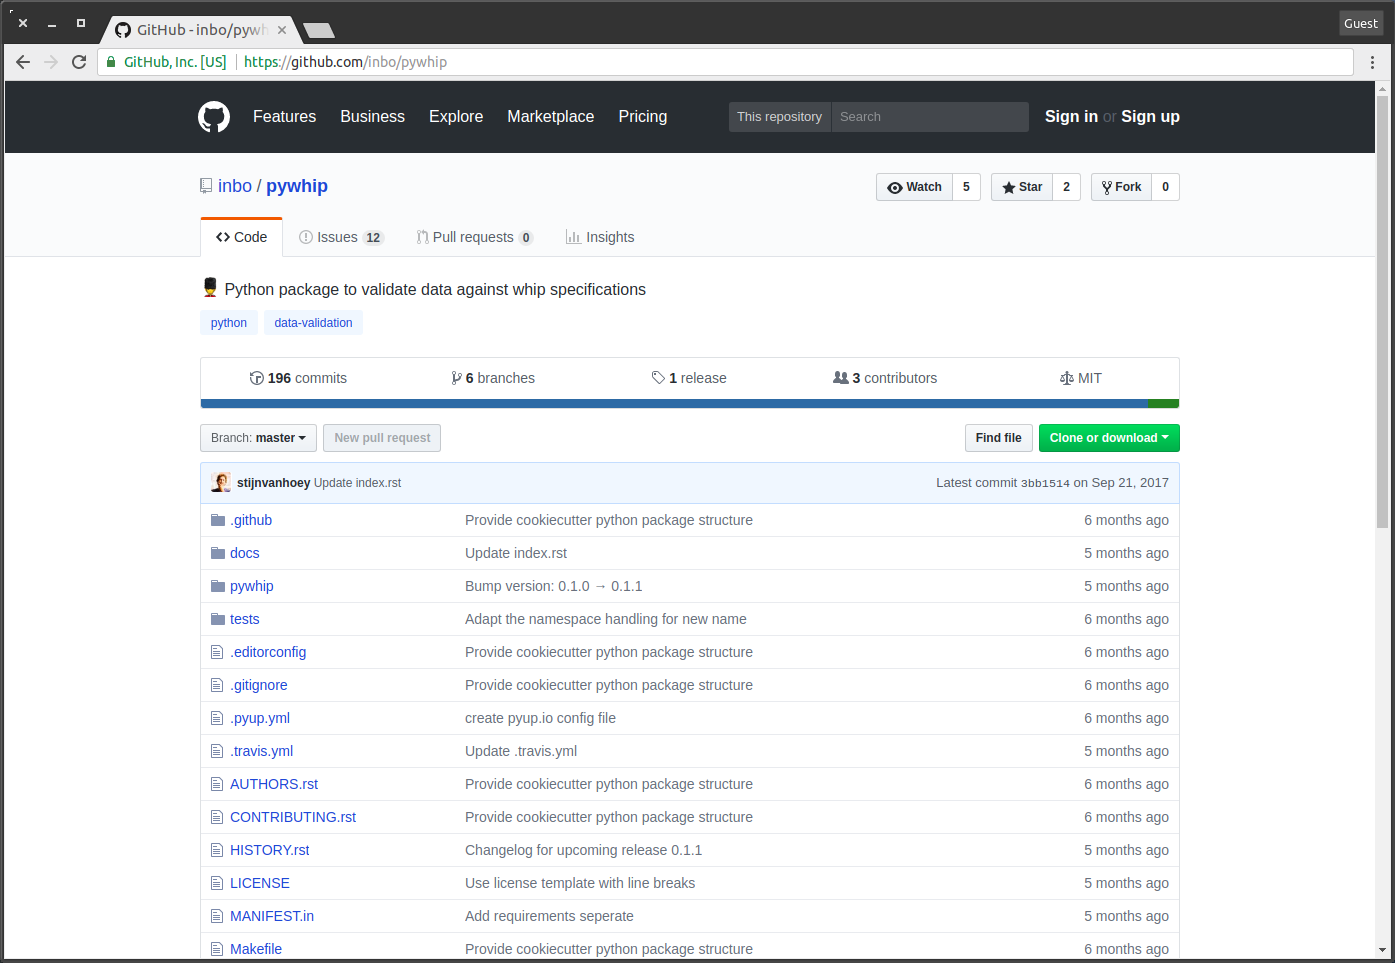 GitHub - inbo/pywh
Guest
GitHub, Inc. [US] https://github.com/inbo/pywhip
Features Business Explore Marketplace Pricing This repository Search Sign in or Sign up
inbo / pywhip Watch 5 Star 2 Fork 0
Code Issues 12 Pull requests 0 Insights
Python package to validate data against whip specifications
python data-validation
196 commits 6 branches 1 release 3 contributors MIT
Branch: master New pull request Find file Clone or download
stijnvanhoey Update index.rst Latest commit 3bb1514 on Sep 21, 2017
.github Provide cookiecutter python package structure 6 months ago
docs Update index.rst 5 months ago
pywhip Bump version: 0.1.0 → 0.1.1 5 months ago
tests Adapt the namespace handling for new name 6 months ago
.editorconfig Provide cookiecutter python package structure 6 months ago
.gitignore Provide cookiecutter python package structure 6 months ago
.pyup.yml create pyup.io config file 6 months ago
.travis.yml Update .travis.yml 5 months ago
AUTHORS.rst Provide cookiecutter python package structure 6 months ago
CONTRIBUTING.rst Provide cookiecutter python package structure 6 months ago
HISTORY.rst Changelog for upcoming release 0.1.1 5 months ago
LICENSE Use license template with line breaks 5 months ago
MANIFEST.in Add requirements seperate 5 months ago
Makefile Provide cookiecutter python package structure 6 months ago